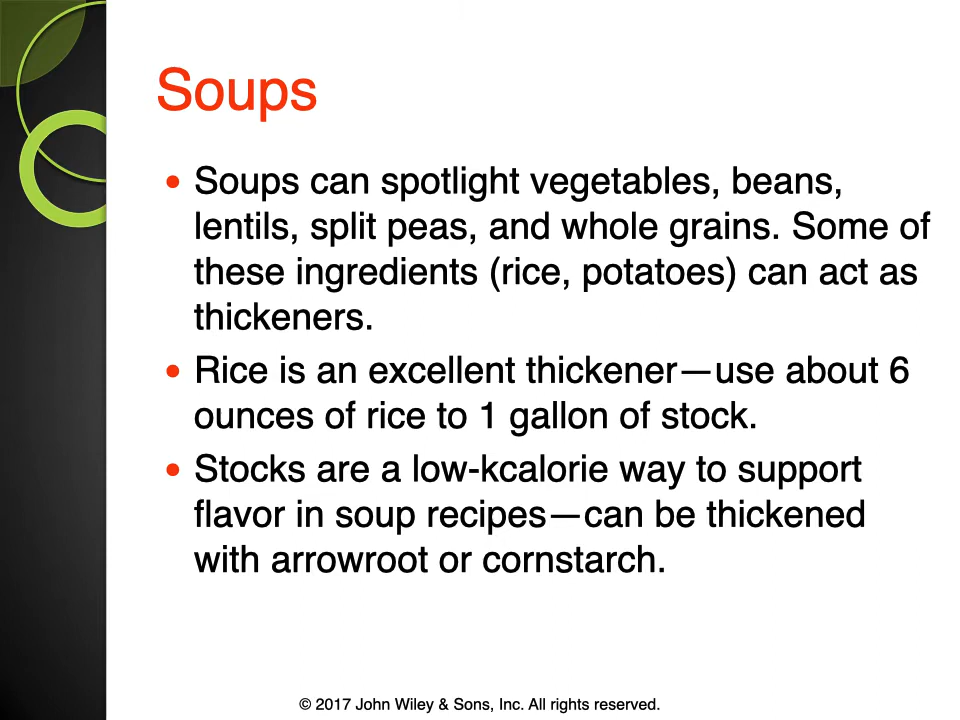 Soups
• Soups can spotlight vegetables, beans,
lentils, split peas, and whole grains. Some of
these ingredients (rice, potatoes) can act as
thickeners.
• Rice is an excellent thickener—use about 6
ounces of rice to 1 gallon of stock.
• Stocks are a low-kcalorie way to support
flavor in soup recipes—can be thickened
with arrowroot or cornstarch.
© 2017 John Wiley & Sons, Inc. All rights reserved.